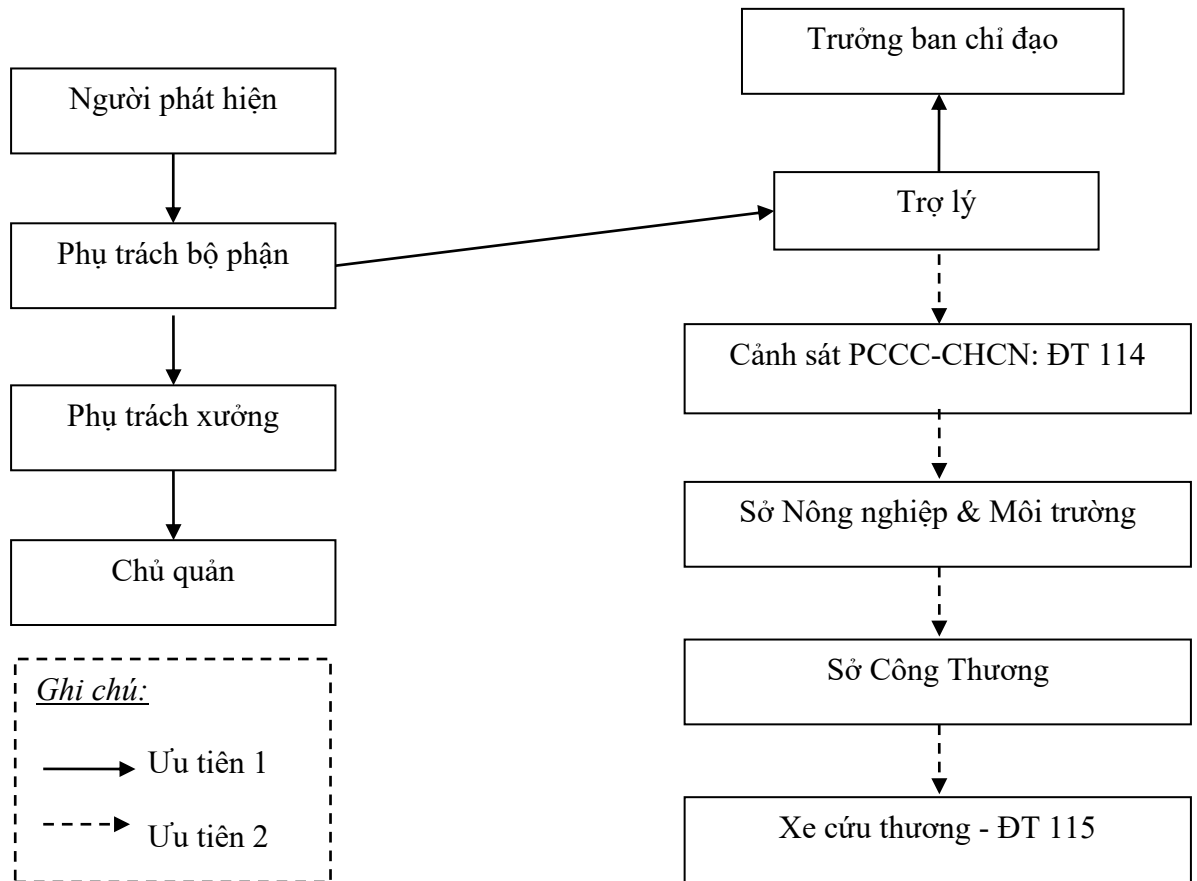 Trưởng ban chỉ đạo
Người phát hiện
Trợ lý
Phụ trách bộ phận
Cảnh sát PCCC-CHCN: ĐT 114
Phụ trách xưởng
Sở Nông nghiệp & Môi trường
Chủ quản
Sở Công Thương
Ghi chú:
Ưu tiên 1
Ưu tiên 2
Xe cứu thương - ĐT 115